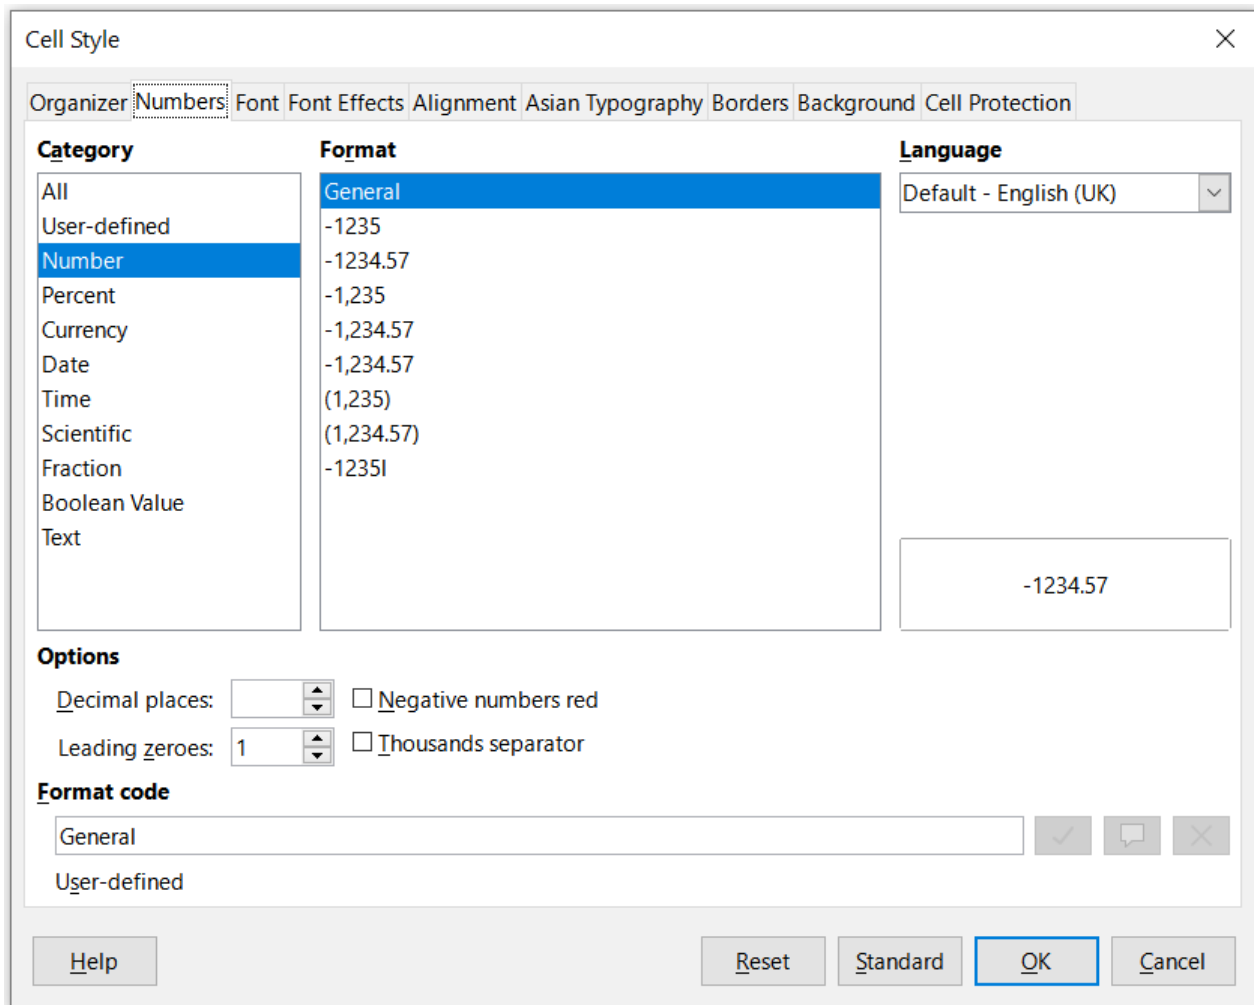 Cell Style
Organizer Numbers Font Font Effects Alignment Asian Typography Borders Background Cell Protection
Category
All
User-defined
Number
Percent
Currency
Date
Time
Scientific
Fraction
Boolean Value
Text
Format
General
-1235
-1234.57
-1,235
-1,234.57
-1,234.57
(1,235)
(1,234.57)
-1235l
Language
Default - English (UK)
-1234.57
Options
Decimal places:
Negative numbers red
Leading zeroes: 1
Thousands separator
Format code
General
User-defined
Help Reset Standard OK Cancel